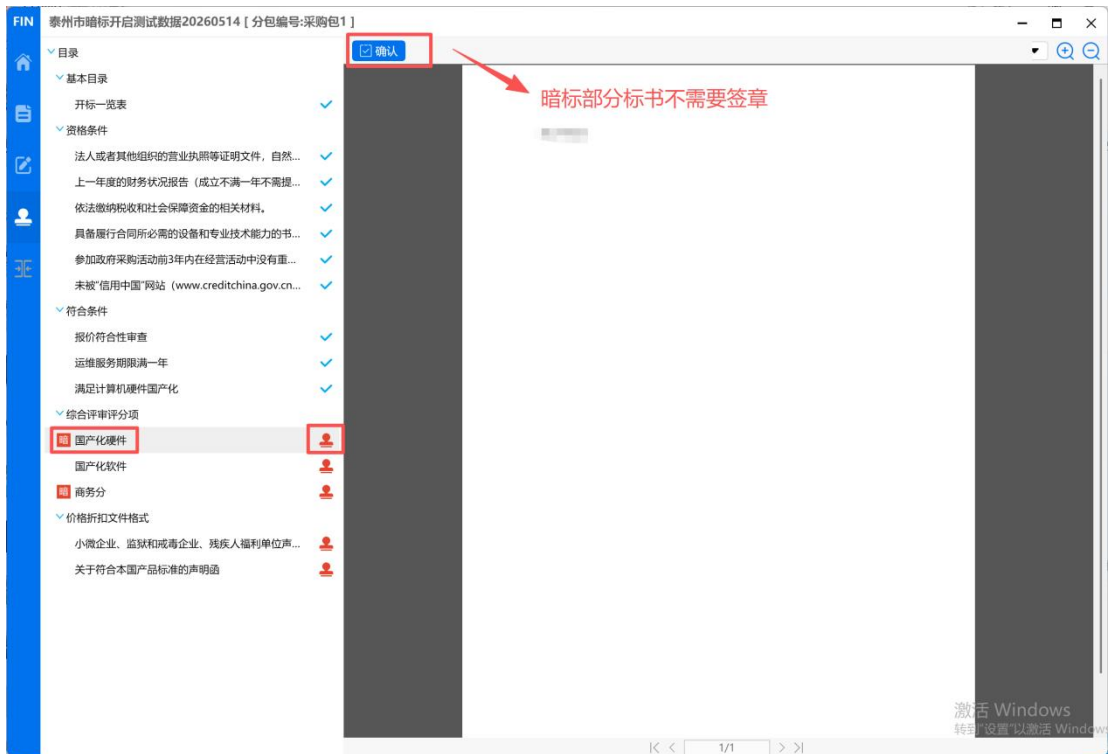 FIN 泰州市暗标开启测试数据20260514 [ 分包编号:采购包1 ]
目录
确认
基本目录
开标一览表
暗标部分标书不需要签章
资格条件
法人或者其他组织的营业执照等证明文件，自然...
上一年度的财务状况报告（成立不满一年不需提...
依法缴纳税收和社会保障资金的相关材料。
具备履行合同所必需的设备和专业技术能力的书...
参加政府采购活动前3年内在经营活动中没有重...
未被"信用中国"网站（www.creditchina.gov.cn...
符合条件
报价符合性审查
运维服务期限满一年
满足计算机硬件国产化
综合评审评分项
暗 国产化硬件
国产化软件
暗 商务分
价格折扣文件格式
小微企业、监狱和戒毒企业、残疾人福利单位声...
关于符合本国产品标准的声明函
激活 Windows
转到"设置"以激活 Windows
1/1